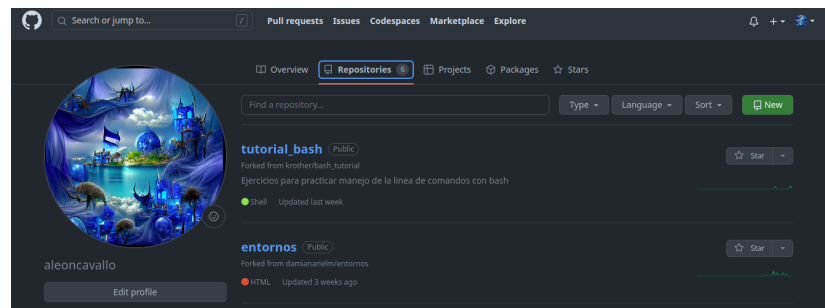 Search or jump to... / Pull requests Issues Codespaces Marketplace Explore
Overview Repositories 6 Projects Packages Stars
Find a repository... Type Language Sort New
tutorial_bash Public Star
Forked from krother/bash_tutorial
Ejercicios para practicar manejo de la linea de comandos con bash
Shell Updated last week
entornos Public Star
Forked from damiananielm/entornos
HTML Updated 3 weeks ago
aleoncavallo
Edit profile